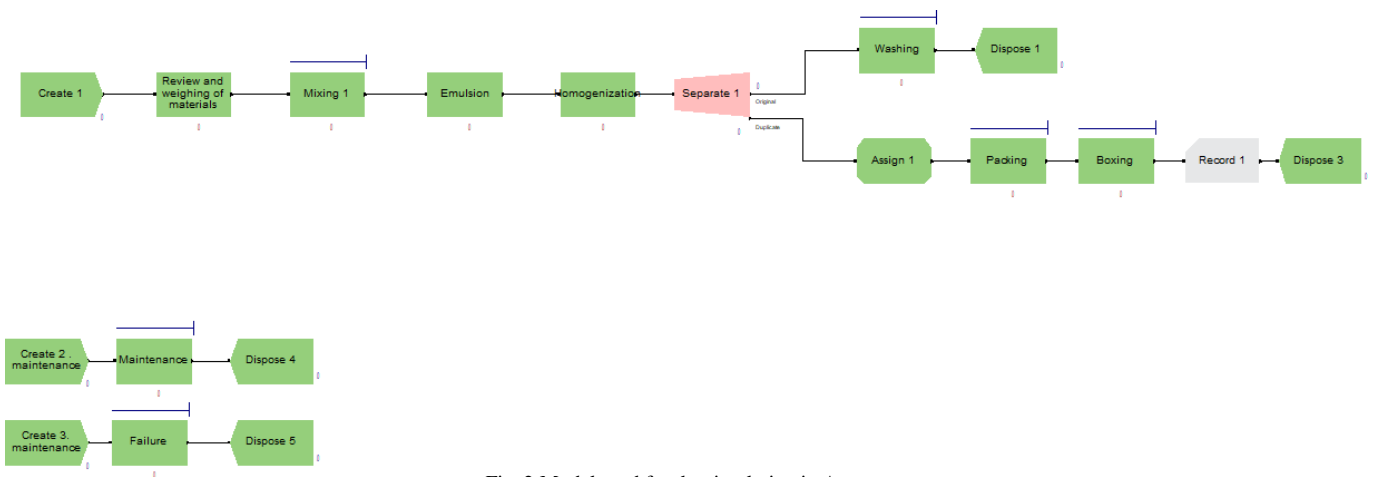 Create 1
Review and
weighing of
materials
Mixing 1
Emulsion
Homogenization
Separate 1
Original
Duplicate
Washing
Dispose 1
Assign 1
Packing
Boxing
Record 1
Dispose 3
Create 2 .
maintenance
Maintenance
Dispose 4
Create 3.
maintenance
Failure
Dispose 5